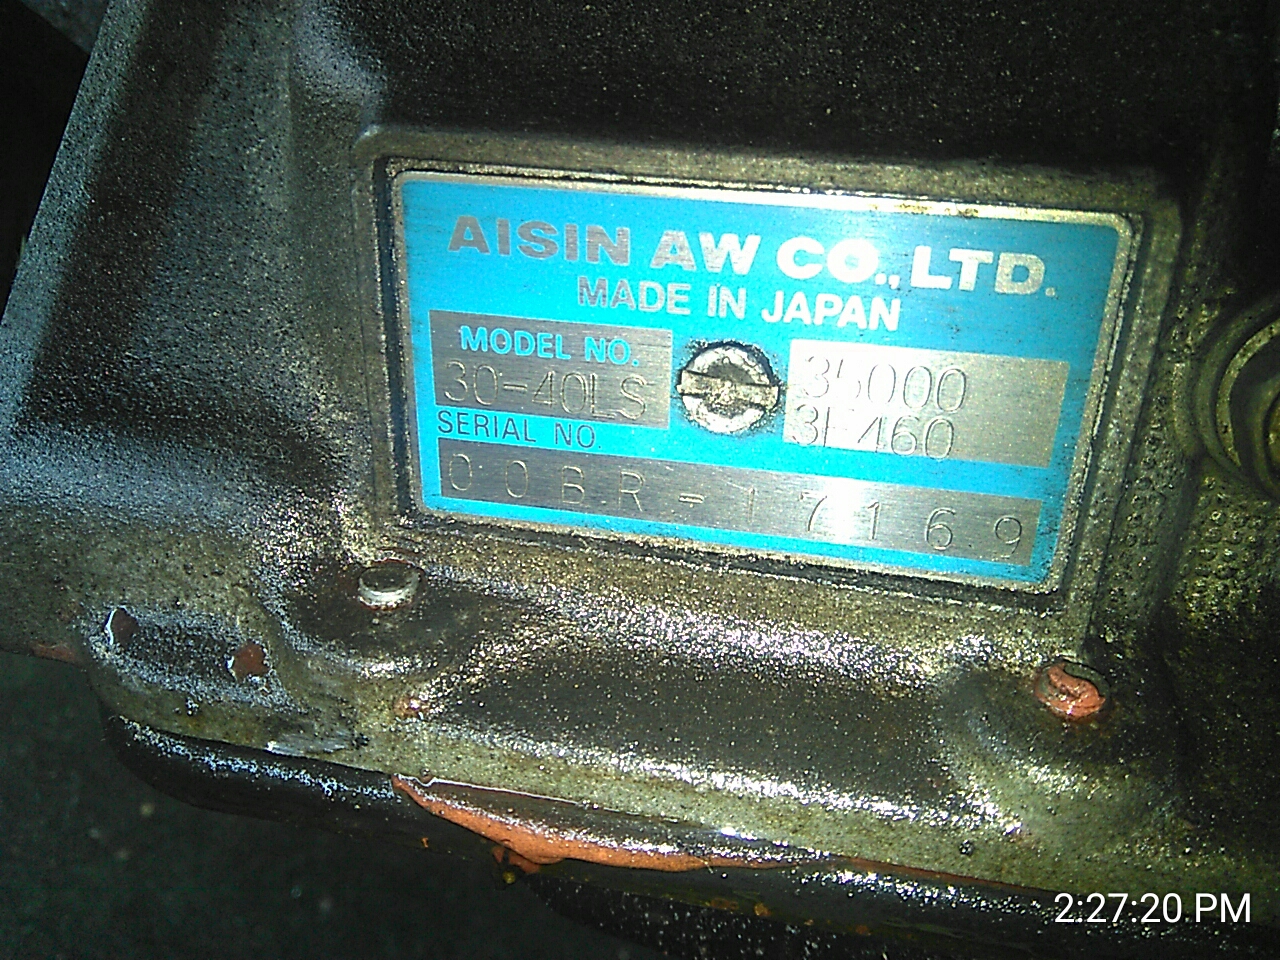 AISIN AW CO., LTD.
MADE IN JAPAN
MODEL NO.
30-40LS
35000
SERIAL NO.
00BR-17169
2:27:20 PM